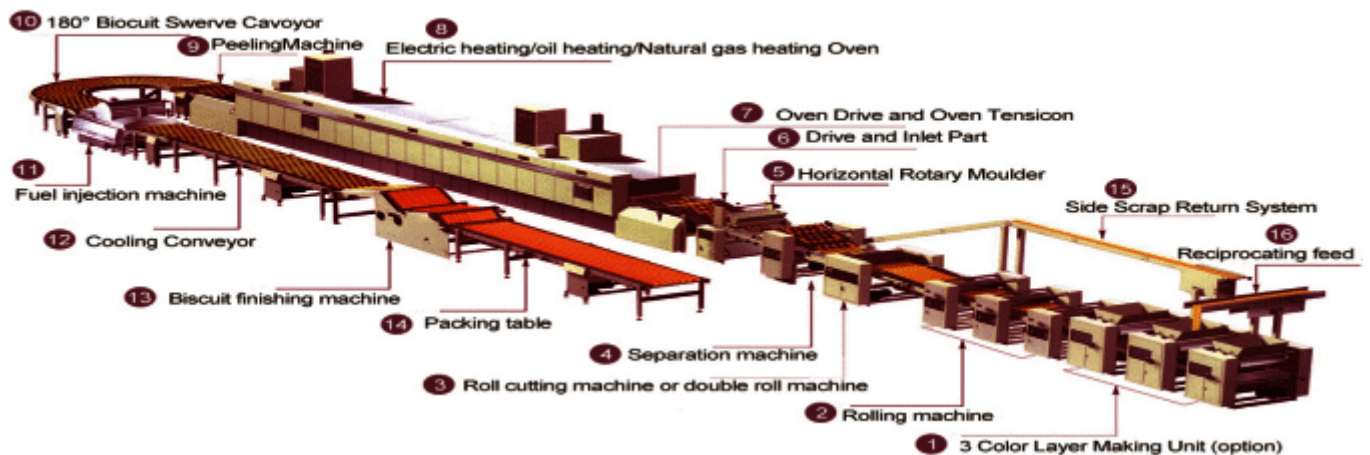 10 180° Biocuit Swerve Cavoyor
9 PeelingMachine
8
Electric heating/oil heating/Natural gas heating Oven
7 Oven Drive and Oven Tensicon
6 Drive and Inlet Part
5 Horizontal Rotary Moulder
15
Side Scrap Return System
16
Reciprocating feed
11
Fuel injection machine
12 Cooling Conveyor
13 Biscuit finishing machine
14 Packing table
4 Separation machine
3 Roll cutting machine or double roll machine
2 Rolling machine
1 3 Color Layer Making Unit (option)